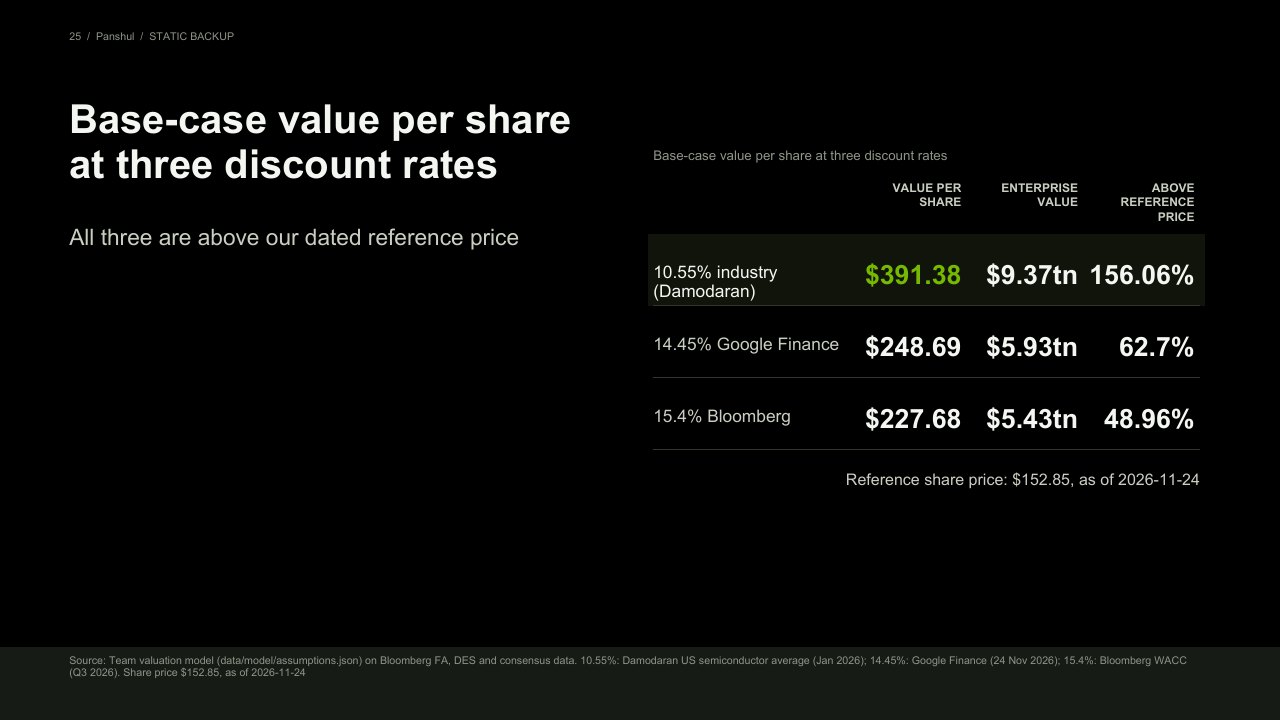 25 / Panshul / STATIC BACKUP
Base-case value per share
at three discount rates
All three are above our dated reference price
Base-case value per share at three discount rates
VALUE PER
SHARE
ENTERPRISE
VALUE
ABOVE
REFERENCE
PRICE
10.55% industry
(Damodaran)
$391.38 $9.37tn 156.06%
14.45% Google Finance $248.69 $5.93tn 62.7%
15.4% Bloomberg $227.68 $5.43tn 48.96%
Reference share price: $152.85, as of 2026-11-24
Source: Team valuation model (data/model/assumptions.json) on Bloomberg FA, DES and consensus data. 10.55%: Damodaran US semiconductor average (Jan 2026); 14.45%: Google Finance (24 Nov 2026); 15.4%: Bloomberg WACC
(Q3 2026). Share price $152.85, as of 2026-11-24